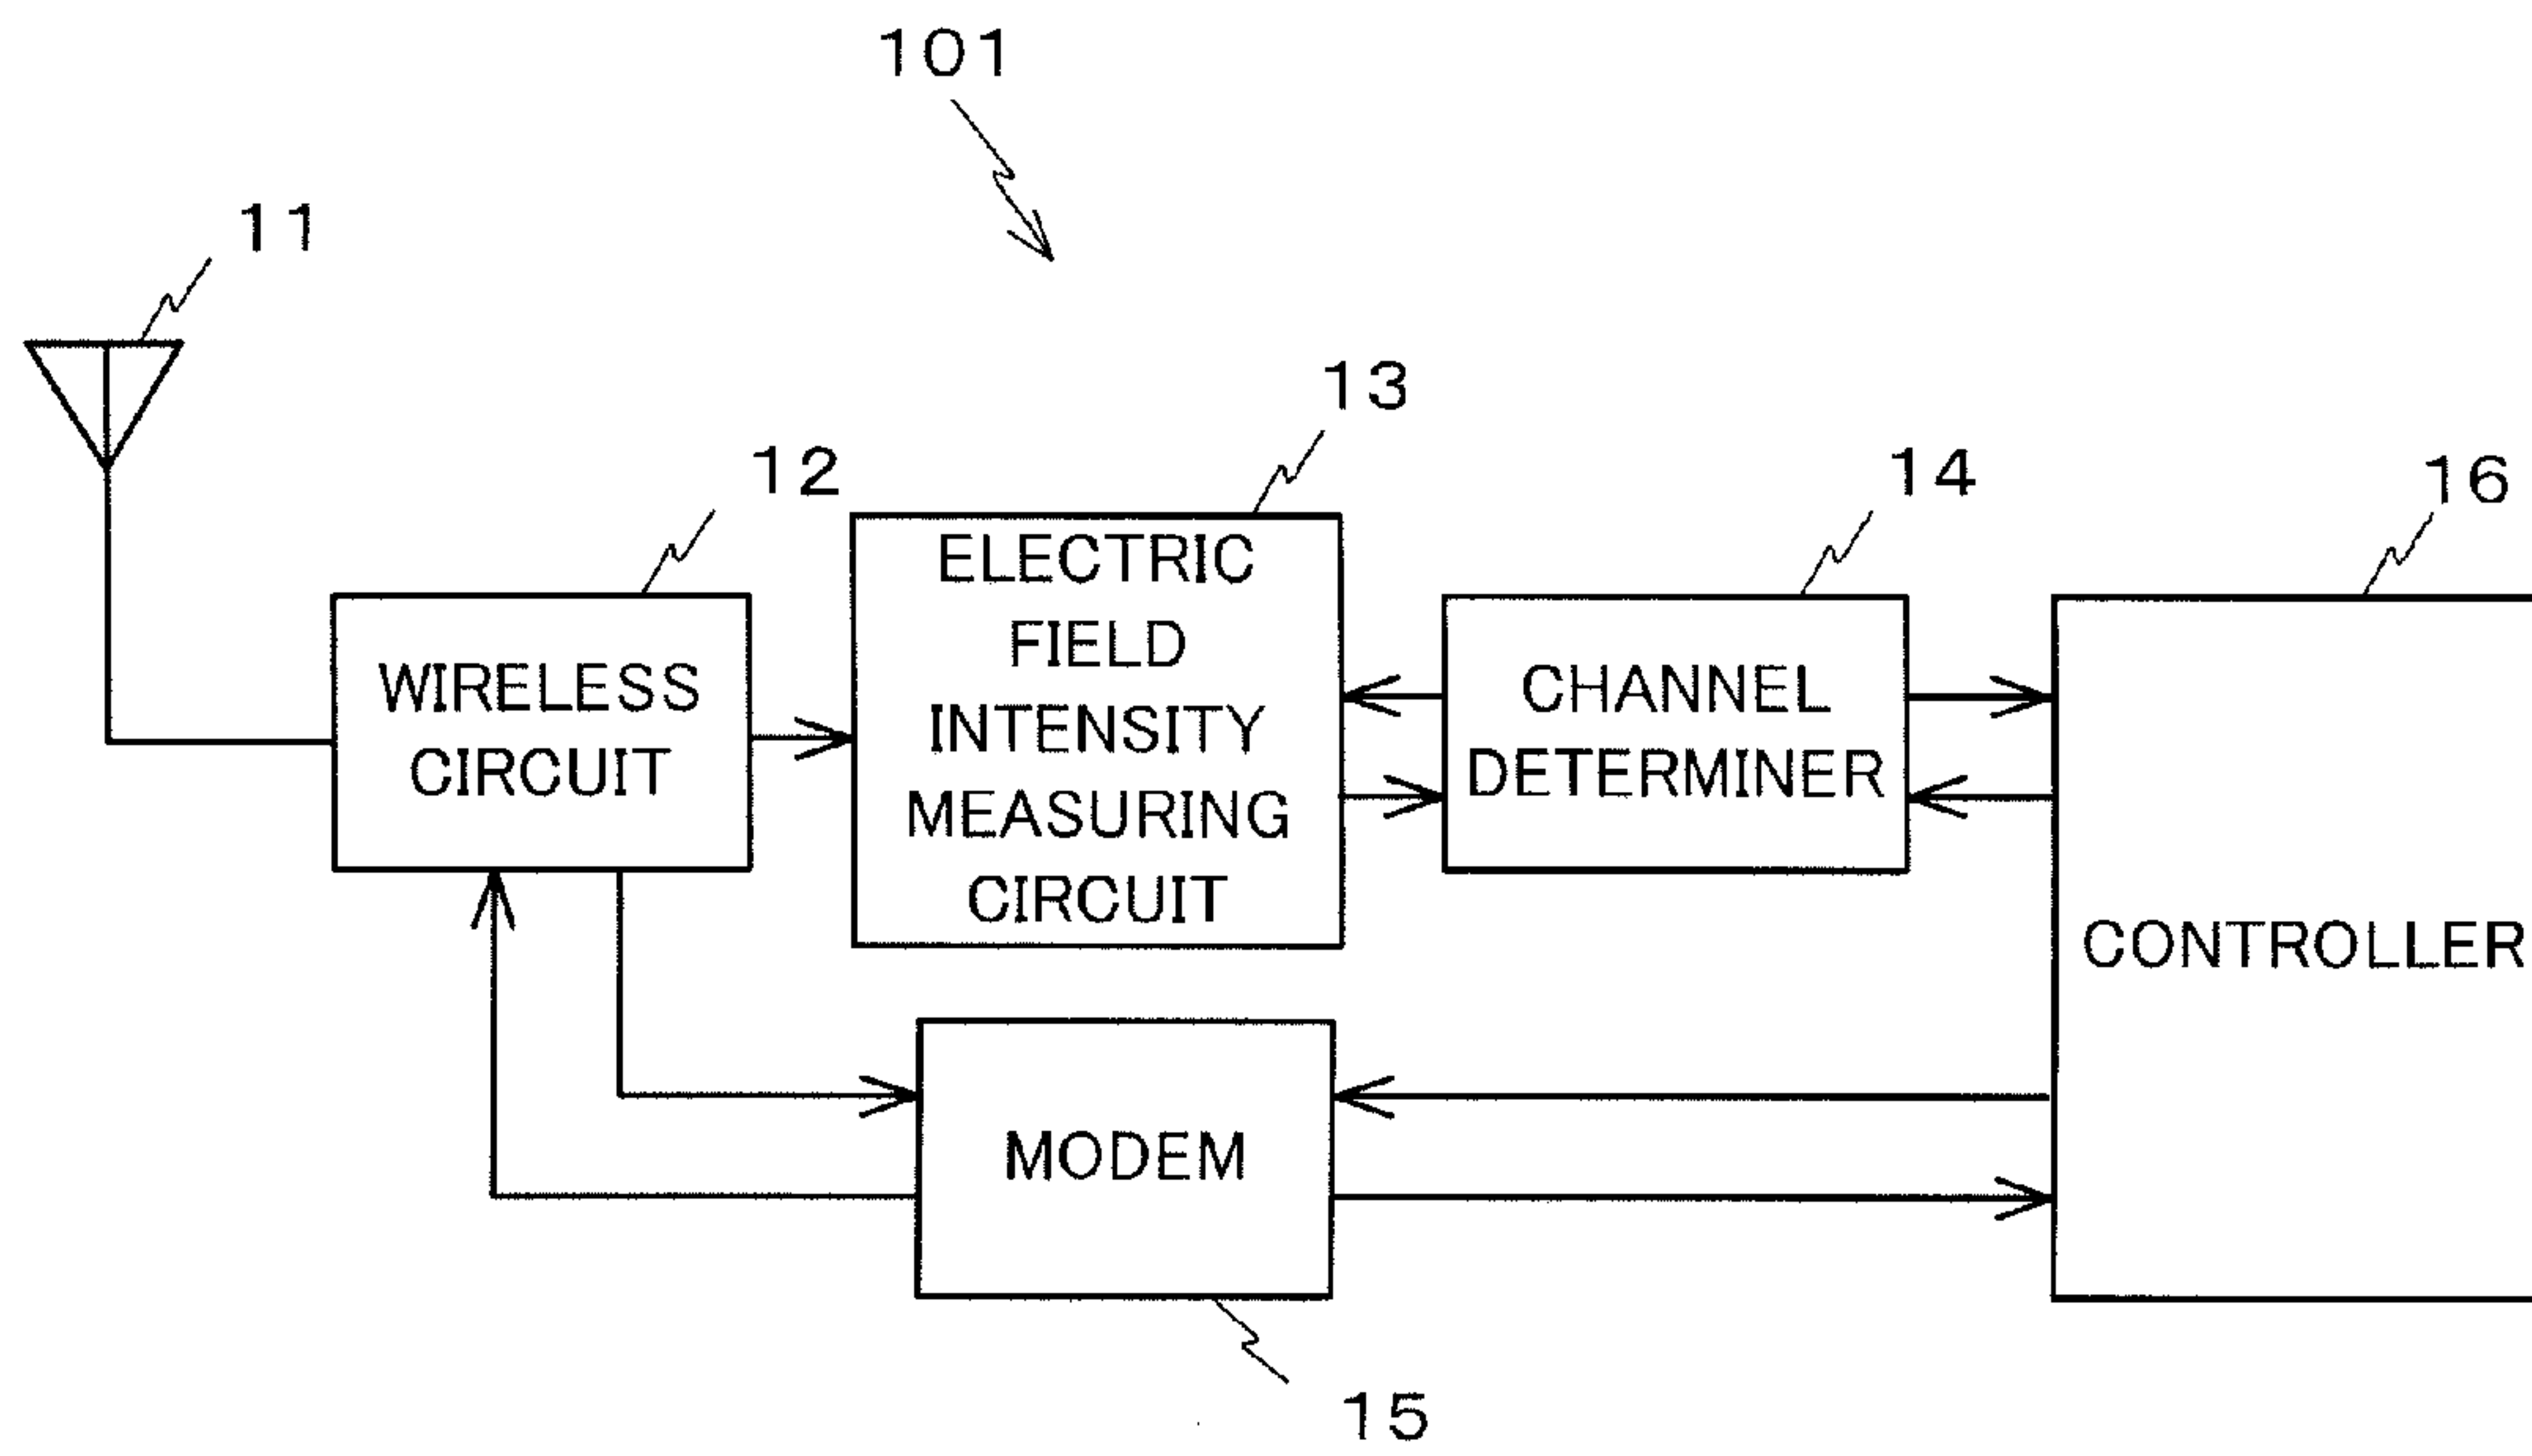 101
11
12
13
14
16
WIRELESS
CIRCUIT
ELECTRIC
FIELD
INTENSITY
MEASURING
CIRCUIT
CHANNEL
DETERMINER
CONTROLLER
MODEM
15